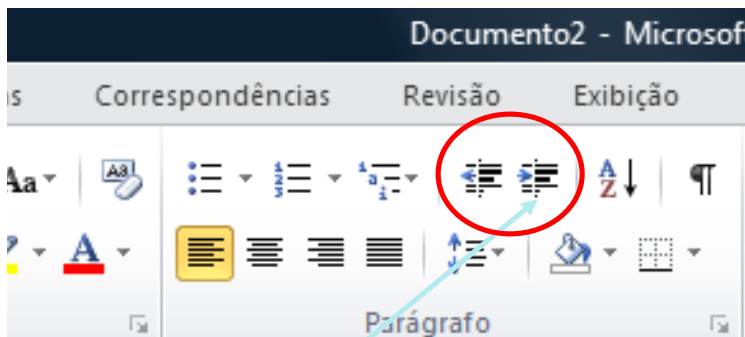 Documento2 - Microsof
s Correspondências Revisão Exibição
Aa
A
Parágrafo